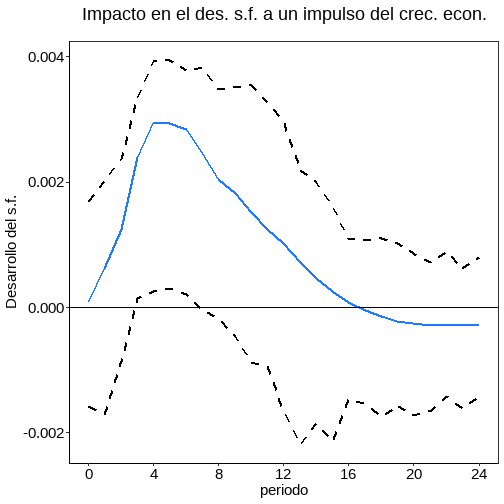 Impacto en el des. s.f. a un impulso del crec. econ.
0.004
0.002
0.000
-0.002
Desarrollo del s.f.
0 4 8 12 16 20 24
periodo